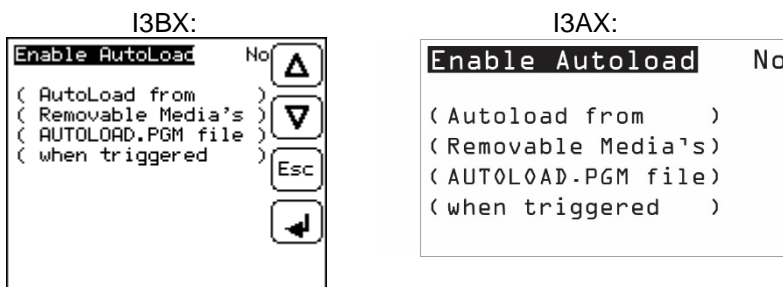 I3BX:
Enable AutoLoad No
( AutoLoad from )
( Removable Media's )
( AUTOLOAD.PGM file )
( when triggered )
Esc
I3AX:
Enable Autoload No
(Autoload from )
(Removable Media's)
(AUTOLOAD.PGM file)
(when triggered )